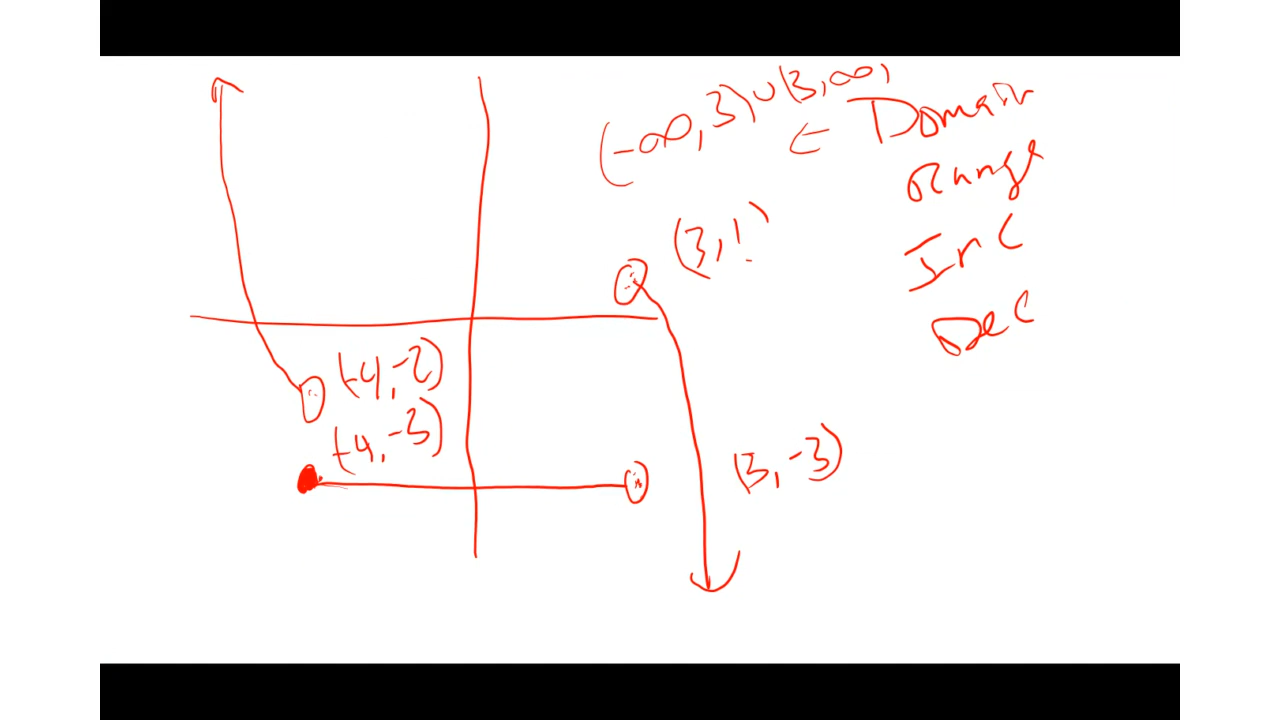 (-∞, 3) ∪ (3, ∞) ← Domain
Range
(3, 1)
Inc
Dec
(-4, -2)
(-4, -3)
(3, -3)